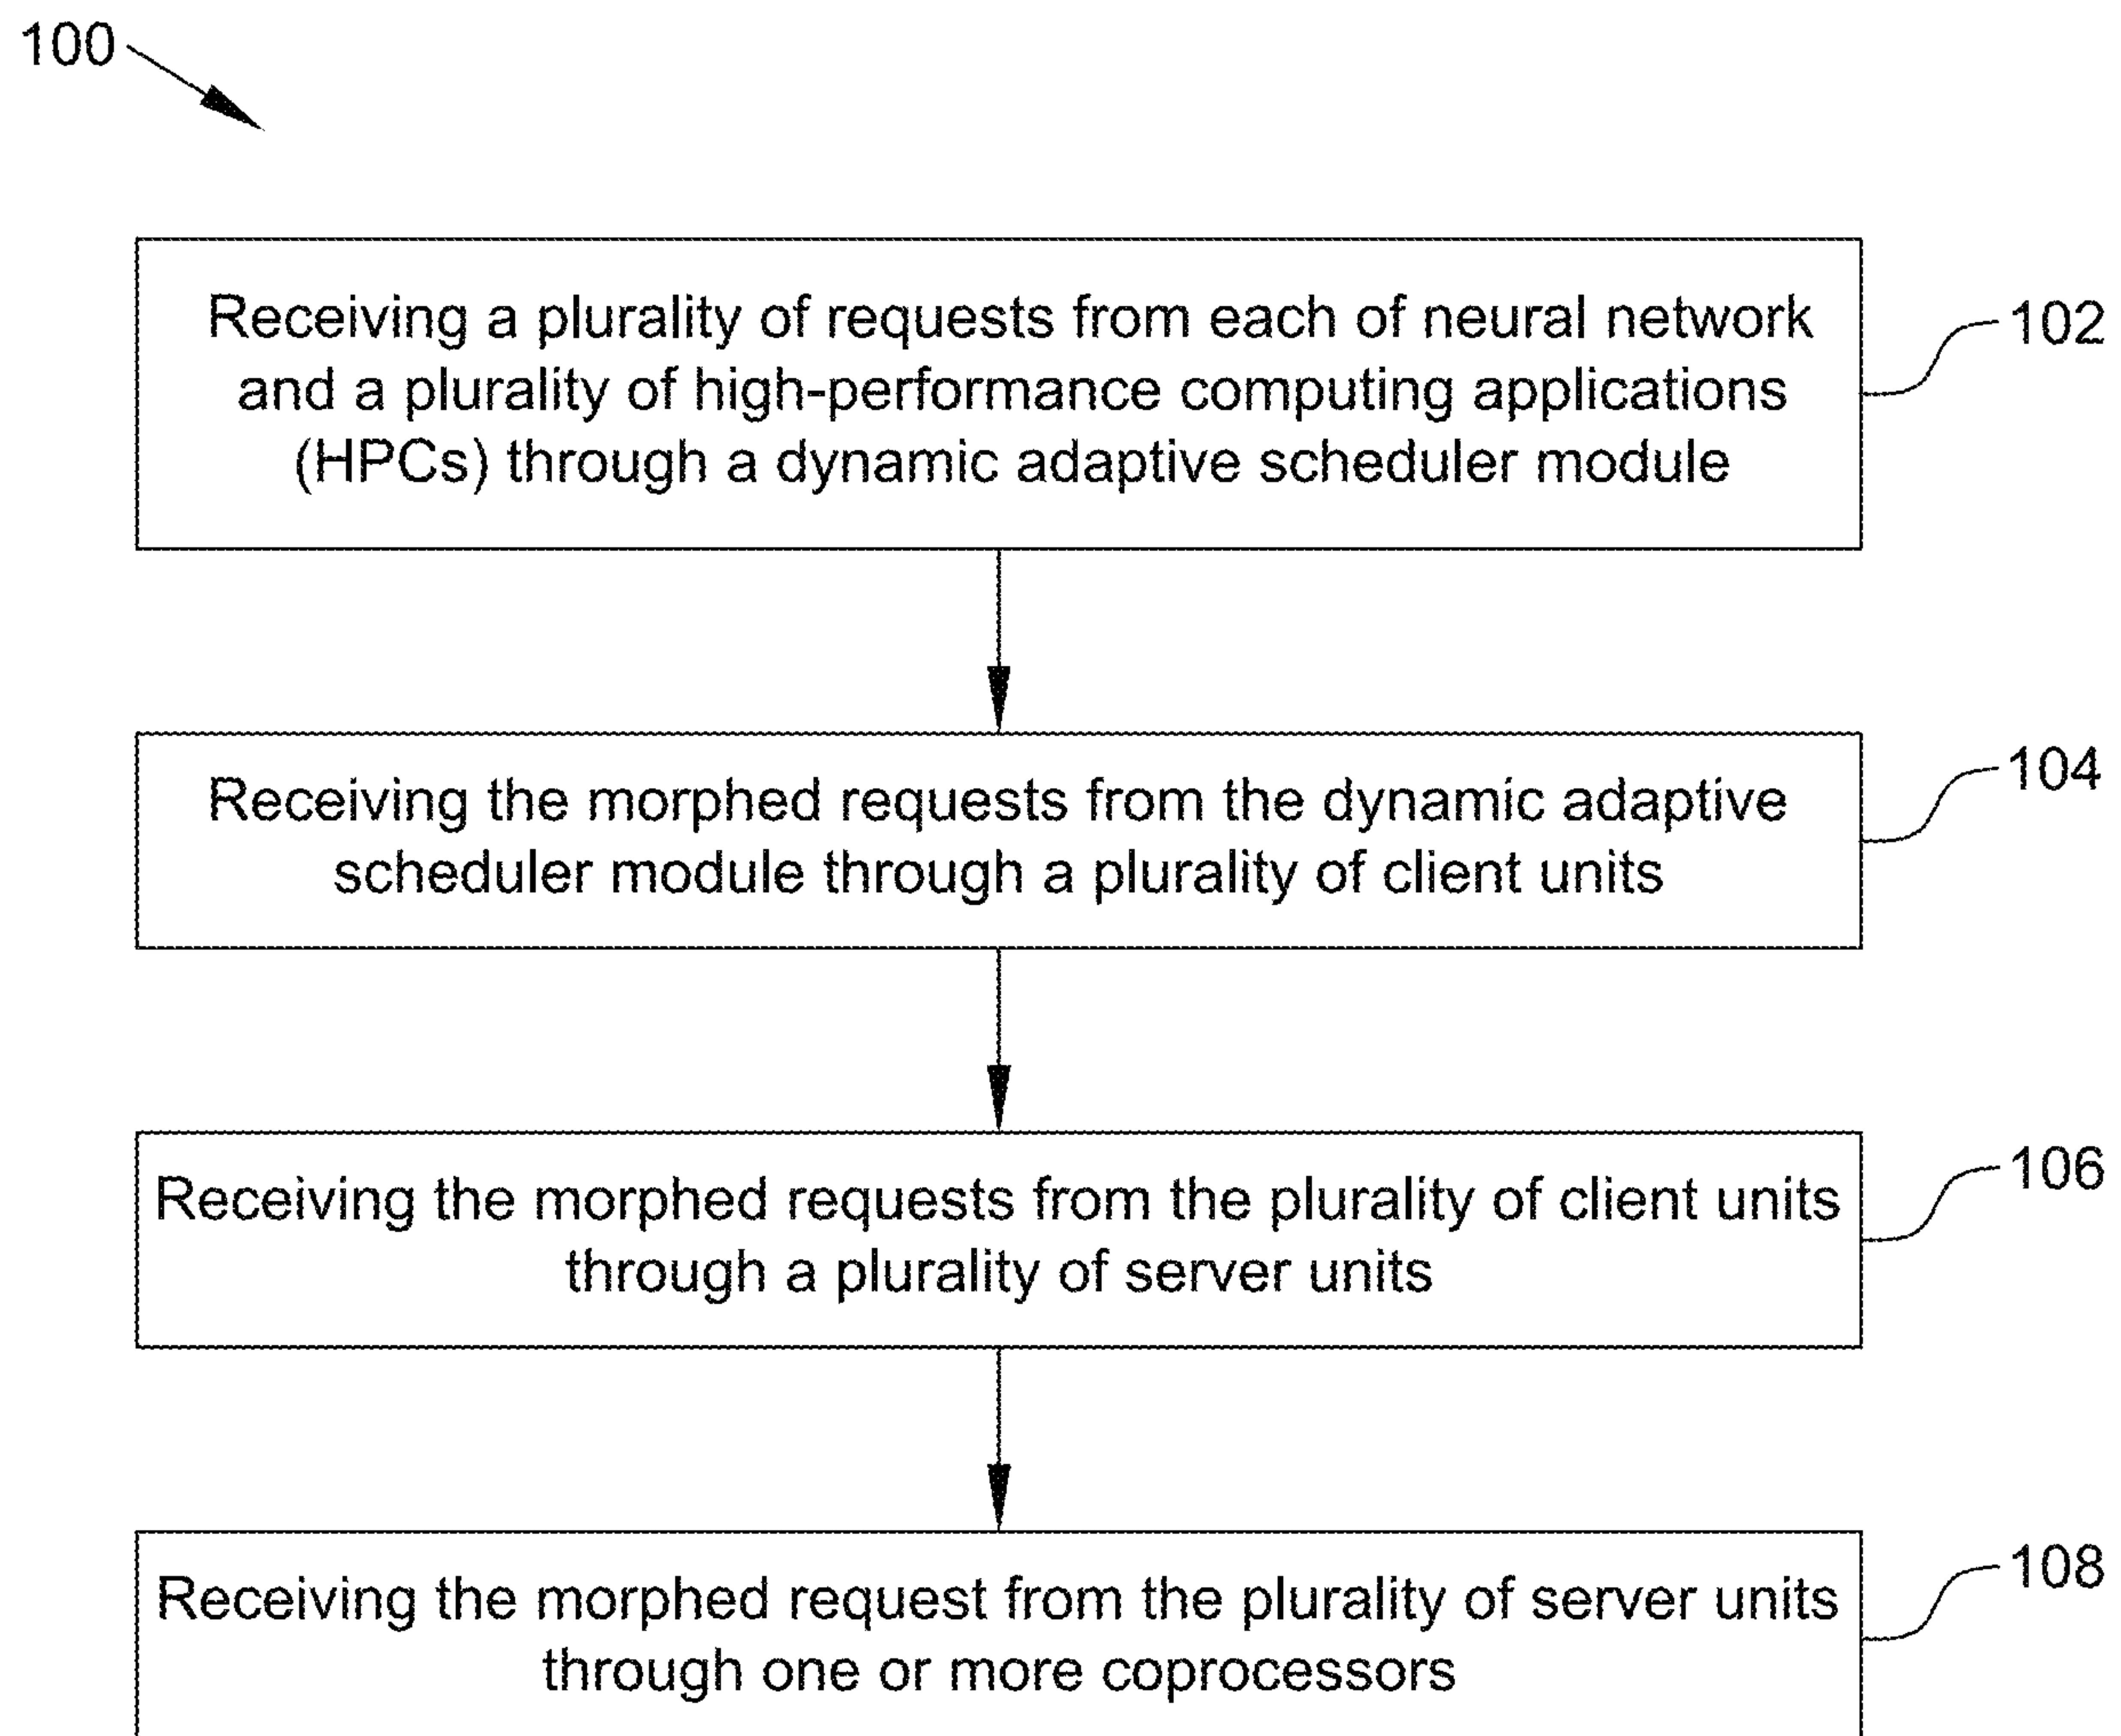 100
Receiving a plurality of requests from each of neural network
and a plurality of high-performance computing applications
(HPCs) through a dynamic adaptive scheduler module
102
Receiving the morphed requests from the dynamic adaptive
scheduler module through a plurality of client units
104
Receiving the morphed requests from the plurality of client units
through a plurality of server units
106
Receiving the morphed request from the plurality of server units
through one or more coprocessors
108